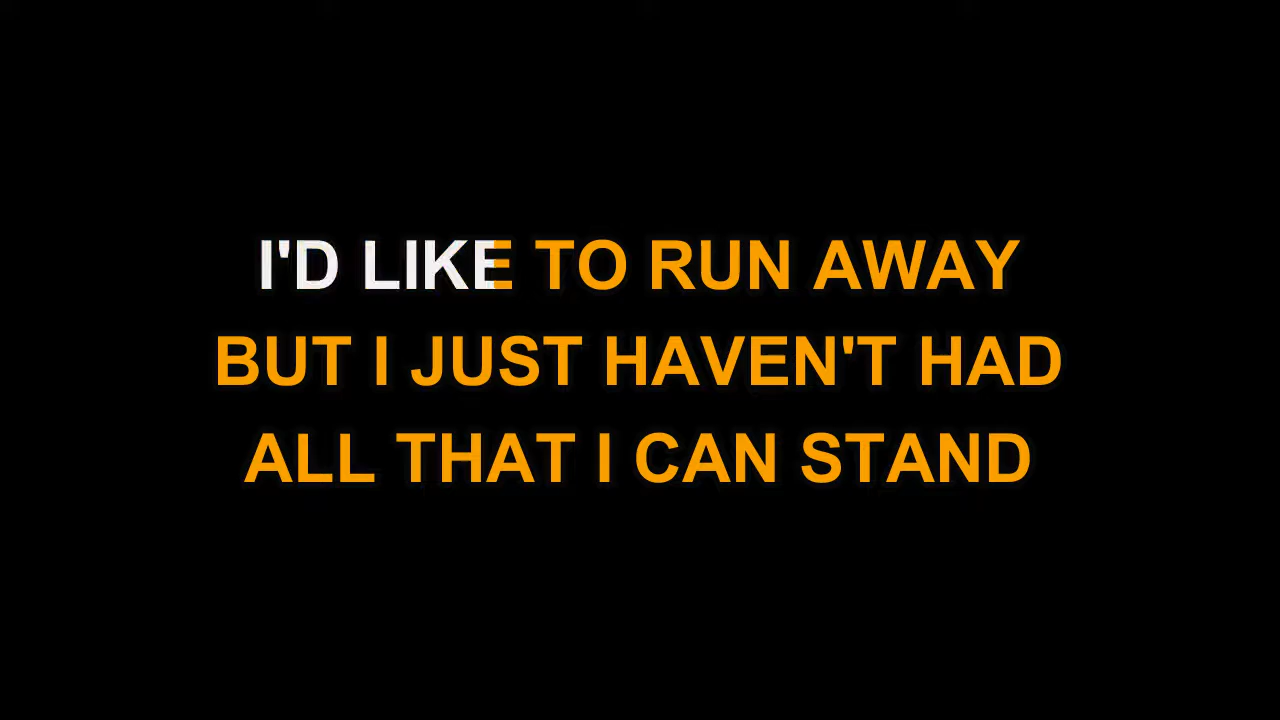 I'D LIKE TO RUN AWAY
BUT I JUST HAVEN'T HAD
ALL THAT I CAN STAND